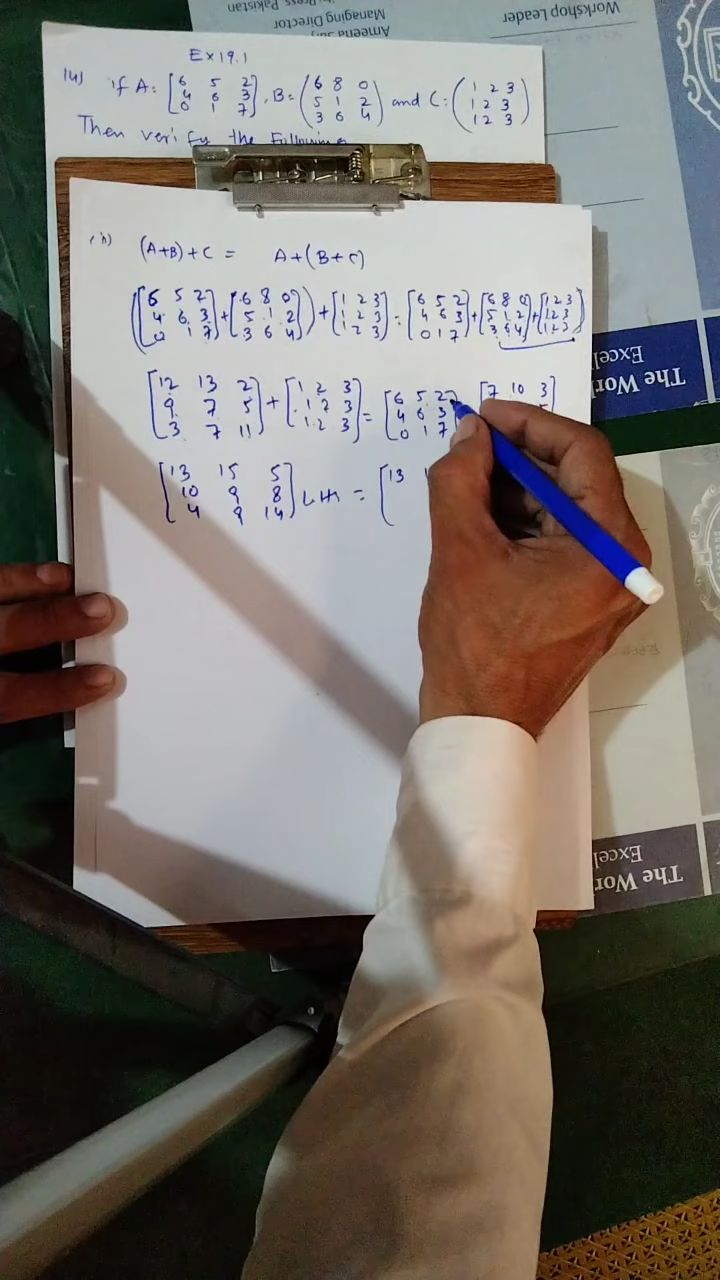 Ex 19.1
14) if A= [6 5 2], B= (6 8 0) and C= (1 2 3)
4 6 3 5 1 2 1 2 3
0 1 7 3 6 4 1 2 3
Then verify the Following
(A+B)+C = A+(B+C)
([6 5 2]+[6 8 0])+[1 2 3]=[6 5 2]+[6 8 0]+[1 2 3]
4 6 3 5 1 2 1 2 3 4 6 3 5 1 2 1 2 3
0 1 7 3 6 4 1 2 3 0 1 7 3 6 4 1 2 3
[12 13 2]+[1 2 3]=[6 5 2] [7 10 3]
9 7 5 1 2 3 4 6 3 5
3 7 11 1 2 3 0 1 7
[13 15 5] LH = [13
10 9 8
4 9 14
Workshop Leader
Managing Director
Pakistan
The Wor
Excel
The Wor
Excel